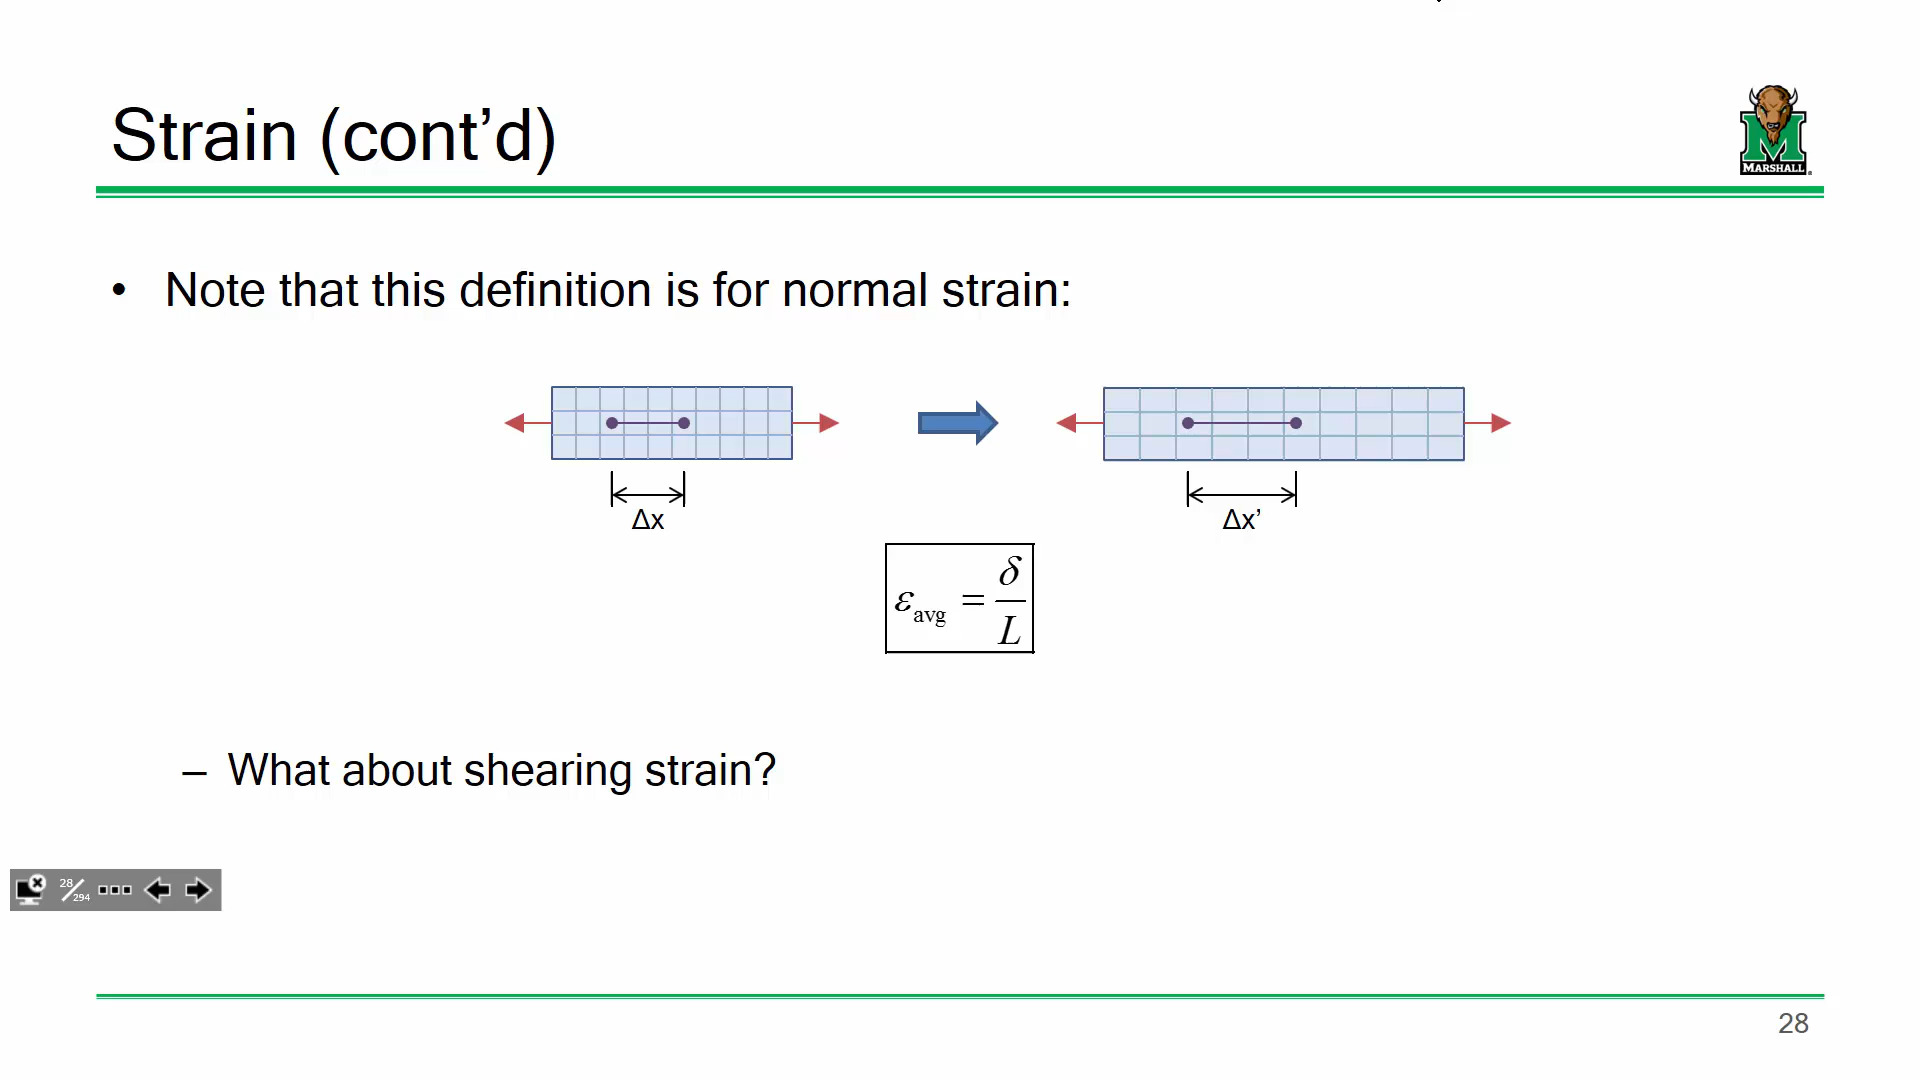 Strain (cont’d)
MARSHALL
• Note that this definition is for normal strain:
Δx Δx’
ε_avg = δ/L
– What about shearing strain?
28/294
28